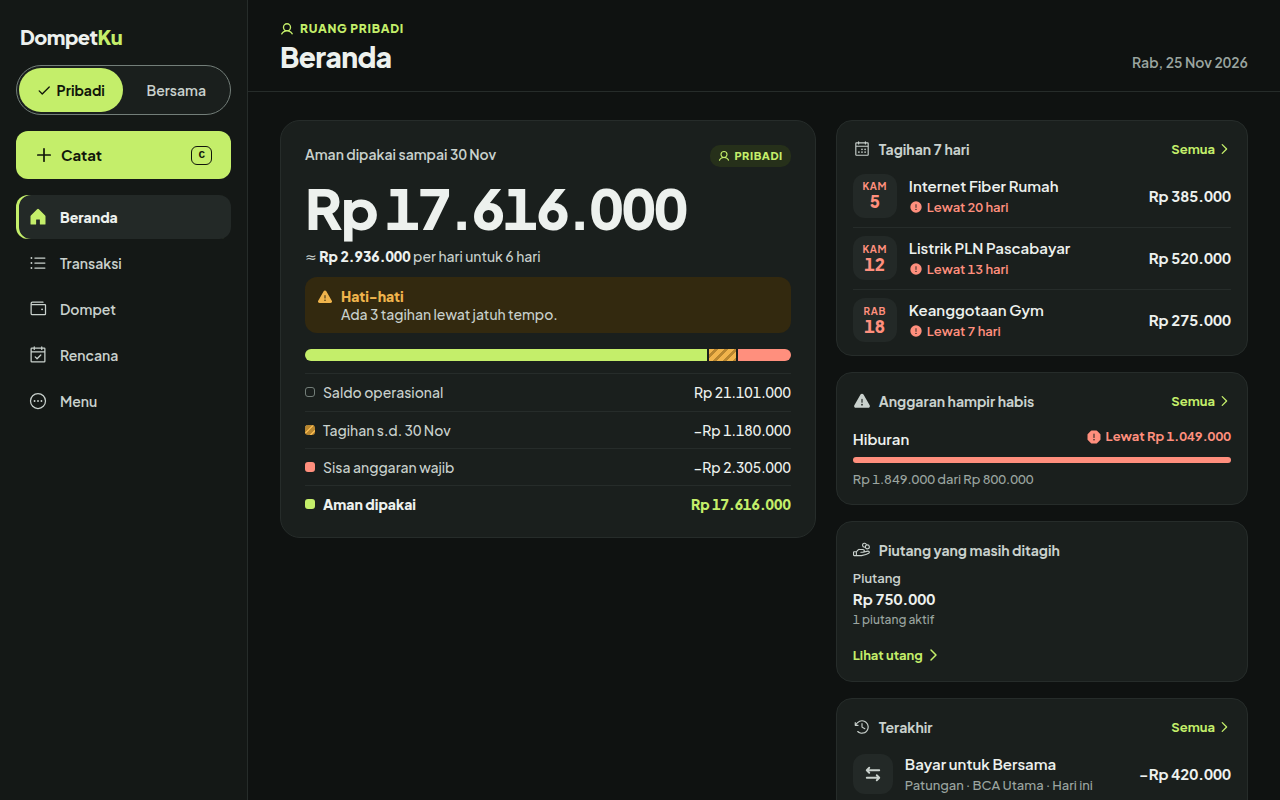 DompetKu
Pribadi
Bersama
Catat
C
Beranda
Transaksi
Dompet
Rencana
Menu
RUANG PRIBADI
Beranda
Rab, 25 Nov 2026
Aman dipakai sampai 30 Nov
PRIBADI
Rp 17.616.000
≈ Rp 2.936.000 per hari untuk 6 hari
Hati-hati
Ada 3 tagihan lewat jatuh tempo.
Saldo operasional Rp 21.101.000
Tagihan s.d. 30 Nov −Rp 1.180.000
Sisa anggaran wajib −Rp 2.305.000
Aman dipakai Rp 17.616.000
Tagihan 7 hari
Semua
KAM
5
Internet Fiber Rumah
Lewat 20 hari
Rp 385.000
KAM
12
Listrik PLN Pascabayar
Lewat 13 hari
Rp 520.000
RAB
18
Keanggotaan Gym
Lewat 7 hari
Rp 275.000
Anggaran hampir habis
Semua
Hiburan
Lewat Rp 1.049.000
Rp 1.849.000 dari Rp 800.000
Piutang yang masih ditagih
Piutang
Rp 750.000
1 piutang aktif
Lihat utang
Terakhir
Semua
Bayar untuk Bersama
Patungan · BCA Utama · Hari ini
−Rp 420.000